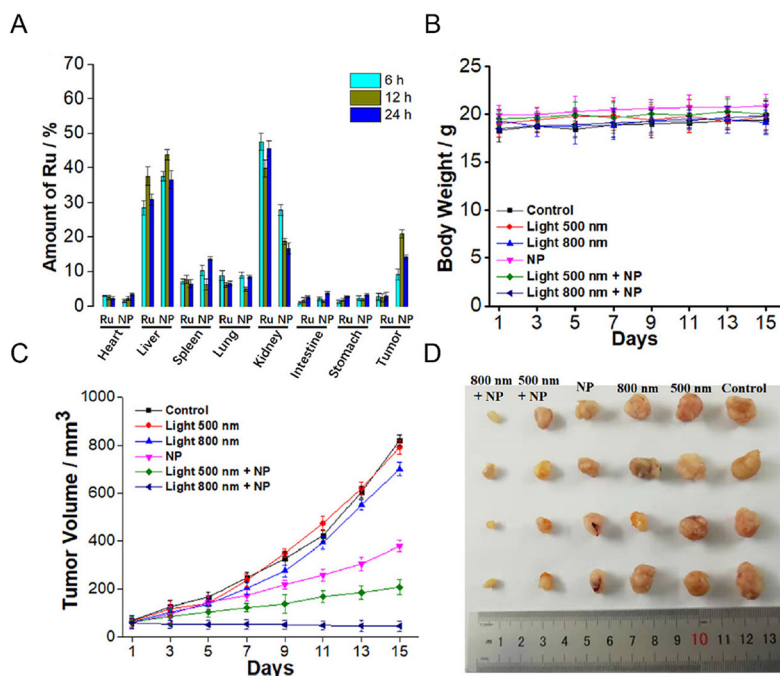 A
Amount of Ru / %
70
60
50
40
30
20
10
0
6 h
12 h
24 h
Ru NP Ru NP Ru NP Ru NP Ru NP Ru NP Ru NP Ru NP
Heart Liver Spleen Lung Kidney Intestine Stomach Tumor
B
Body Weight / g
25
20
15
10
5
0
Control
Light 500 nm
Light 800 nm
NP
Light 500 nm + NP
Light 800 nm + NP
1 3 5 7 9 11 13 15
Days
C
Tumor Volume / mm³
1000
800
600
400
200
0
Control
Light 500 nm
Light 800 nm
NP
Light 500 nm + NP
Light 800 nm + NP
1 3 5 7 9 11 13 15
Days
D
800 nm 500 nm NP 800 nm 500 nm Control
+ NP + NP
1 2 3 4 5 6 7 8 9 10 11 12 13